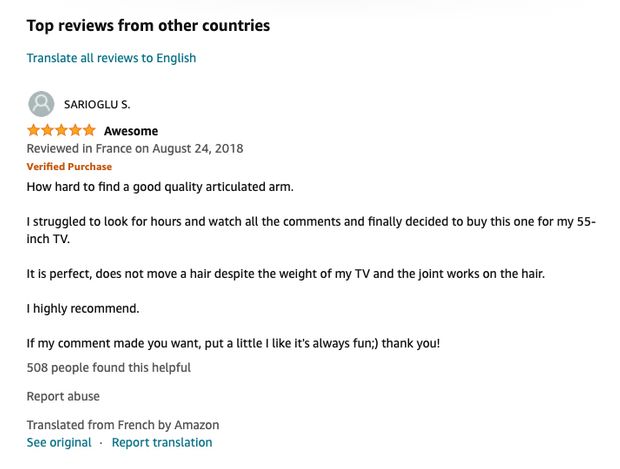 Top reviews from other countries
Translate all reviews to English
SARIOGLU S.
Awesome
Reviewed in France on August 24, 2018
Verified Purchase
How hard to find a good quality articulated arm.
I struggled to look for hours and watch all the comments and finally decided to buy this one for my 55-
inch TV.
It is perfect, does not move a hair despite the weight of my TV and the joint works on the hair.
I highly recommend.
If my comment made you want, put a little I like it's always fun;) thank you!
508 people found this helpful
Report abuse
Translated from French by Amazon
See original · Report translation